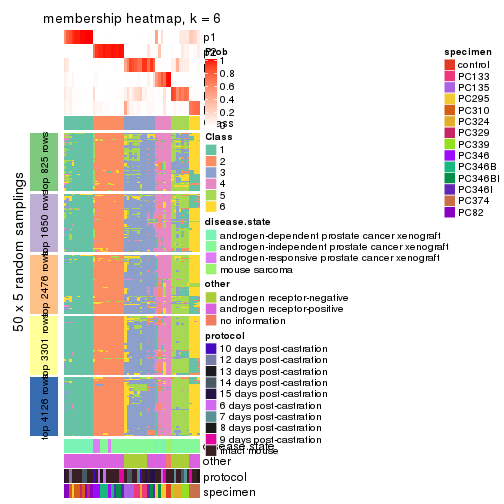 membership heatmap, k = 6
p1
p2
Prob
1
0.8
0.6
0.4
0.2
0
Class
1
2
3
4
5
6
disease.state
androgen-dependent prostate cancer xenograft
androgen-independent prostate cancer xenograft
androgen-responsive prostate cancer xenograft
mouse sarcoma
other
androgen receptor-negative
androgen receptor-positive
no information
protocol
10 days post-castration
12 days post-castration
13 days post-castration
14 days post-castration
15 days post-castration
6 days post-castration
7 days post-castration
8 days post-castration
9 days post-castration
intact mouse
specimen
control
PC133
PC135
PC295
PC310
PC324
PC329
PC339
PC346
PC346B
PC346BI
PC346I
PC374
PC82
50 x 5 random samplings
top 825 rows
top 1650 rows
top 2476 rows
top 3301 rows
top 4126 rows
disease.state
other
protocol
specimen